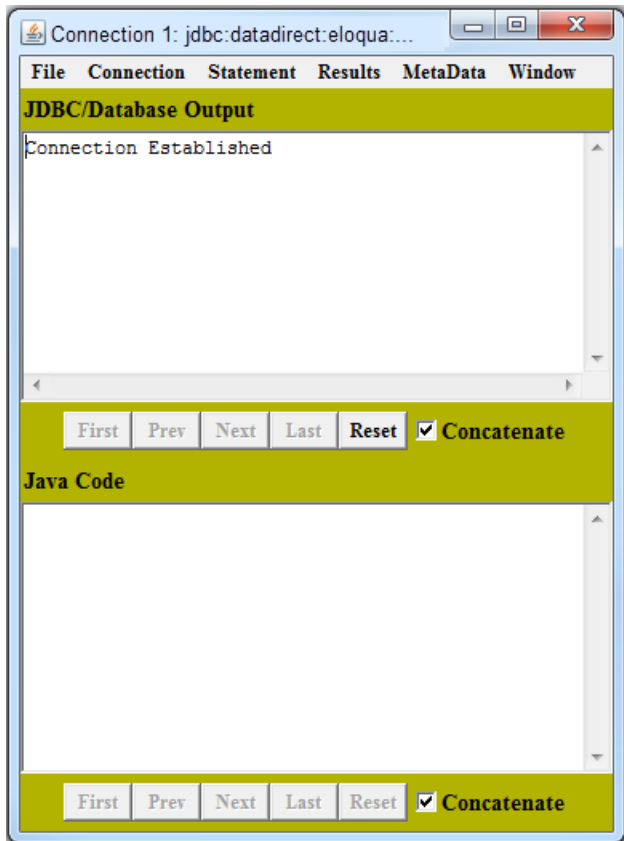 Connection 1: jdbc:datadirect:eloqua:...
File Connection Statement Results MetaData Window
JDBC/Database Output
Connection Established
First Prev Next Last Reset Concatenate
Java Code
First Prev Next Last Reset Concatenate